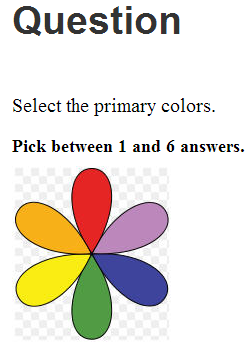 Question
Select the primary colors.
Pick between 1 and 6 answers.